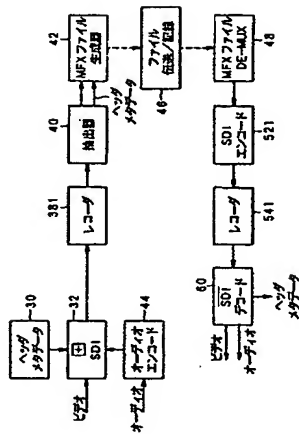 30
ヘッダ
メタデータ
32
+
SDI
ビデオ
オーディオ
44
オーディオ
エンコード
381
レコーダ
40
抽出器
ヘッダ
メタデータ
42
MFXファイル
生成器
46
ファイル
伝送/記録
48
MFXファイル
DE-MUX
521
SDI
エンコード
541
レコーダ
60
SDI
デコード
ビデオ
オーディオ
ヘッダ
メタデータ